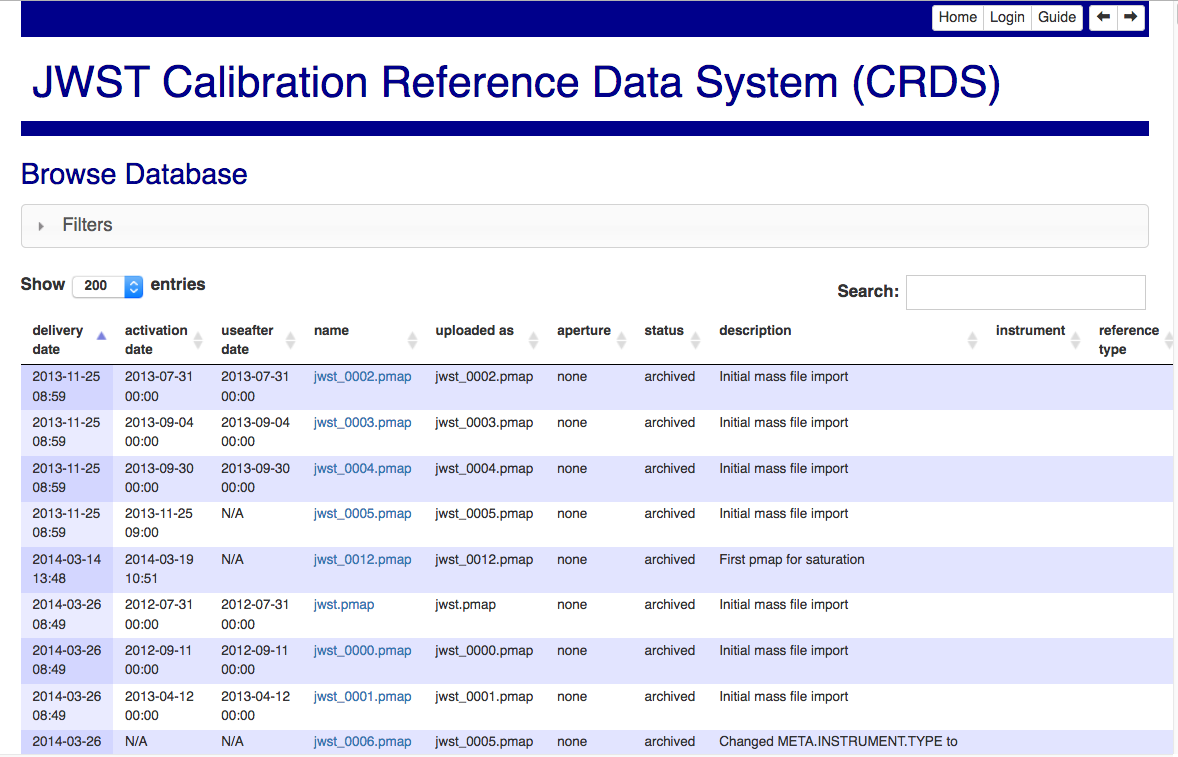 Home Login Guide
JWST Calibration Reference Data System (CRDS)
Browse Database
Filters
Show 200 entries
Search:
delivery date activation date useafter date name uploaded as aperture status description instrument reference type
2013-11-25 08:59 2013-07-31 00:00 2013-07-31 00:00 jwst_0002.pmap jwst_0002.pmap none archived Initial mass file import
2013-11-25 08:59 2013-09-04 00:00 2013-09-04 00:00 jwst_0003.pmap jwst_0003.pmap none archived Initial mass file import
2013-11-25 08:59 2013-09-30 00:00 2013-09-30 00:00 jwst_0004.pmap jwst_0004.pmap none archived Initial mass file import
2013-11-25 08:59 2013-11-25 09:00 N/A jwst_0005.pmap jwst_0005.pmap none archived Initial mass file import
2014-03-14 13:48 2014-03-19 10:51 N/A jwst_0012.pmap jwst_0012.pmap none archived First pmap for saturation
2014-03-26 08:49 2012-07-31 00:00 2012-07-31 00:00 jwst.pmap jwst.pmap none archived Initial mass file import
2014-03-26 08:49 2012-09-11 00:00 2012-09-11 00:00 jwst_0000.pmap jwst_0000.pmap none archived Initial mass file import
2014-03-26 08:49 2013-04-12 00:00 2013-04-12 00:00 jwst_0001.pmap jwst_0001.pmap none archived Initial mass file import
2014-03-26 N/A N/A jwst_0006.pmap jwst_0005.pmap none archived Changed META.INSTRUMENT.TYPE to